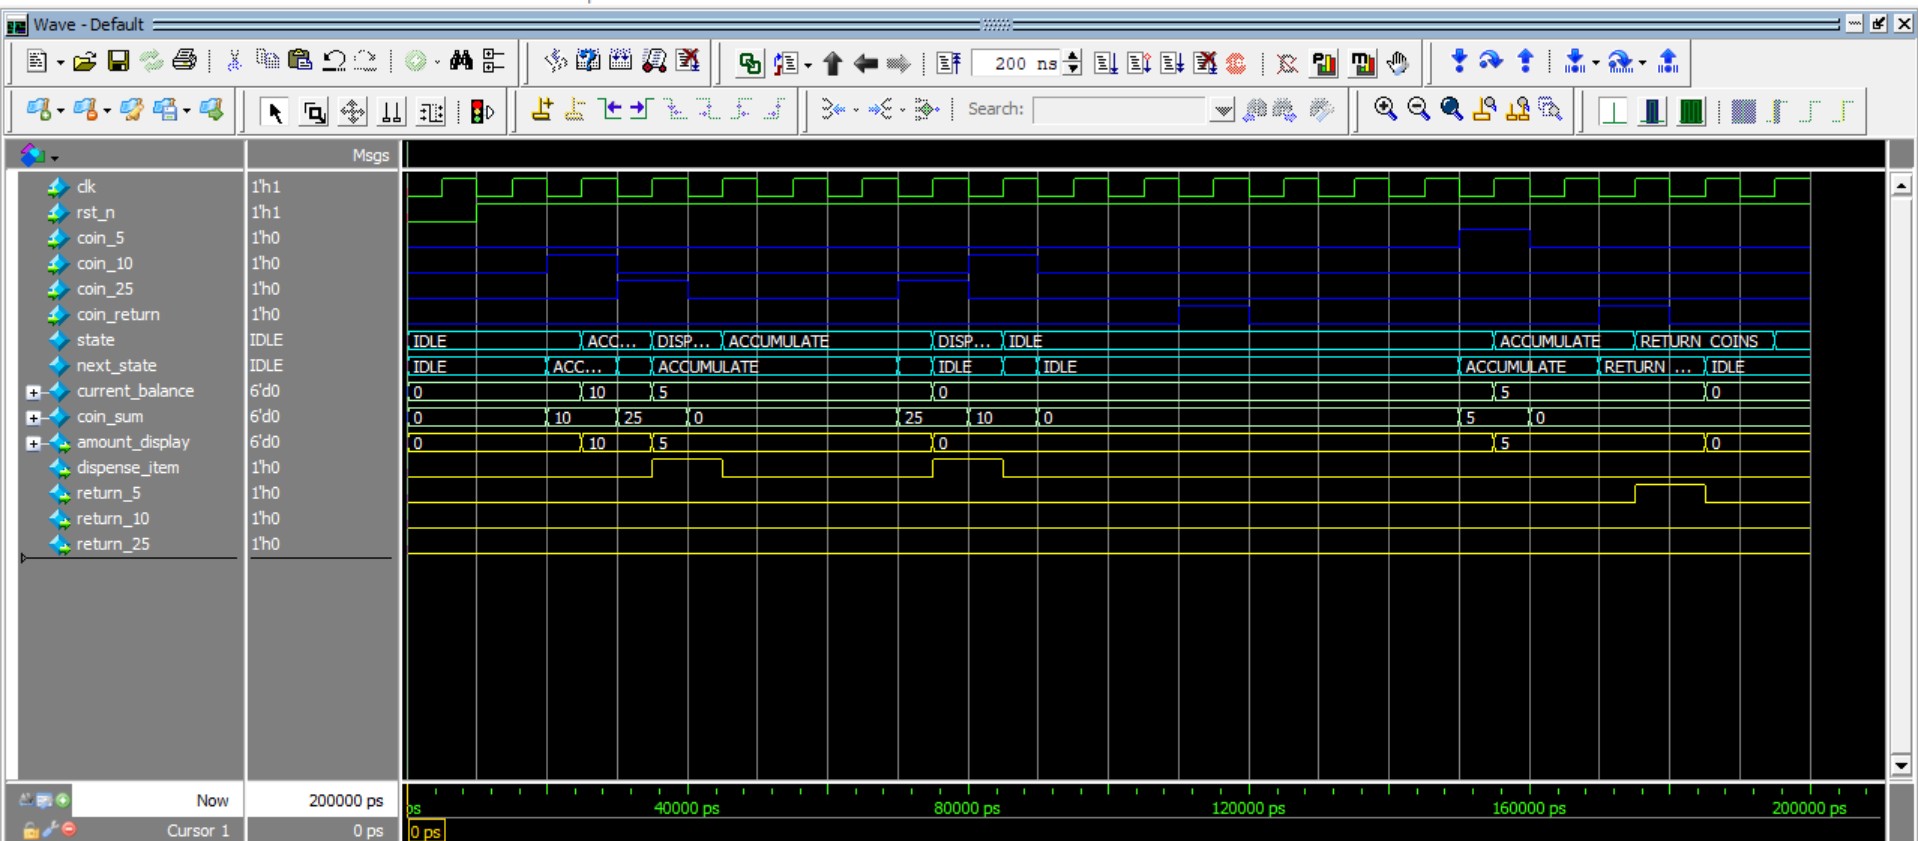 Wave - Default
200 ns
Search:
Msgs
clk 1'h1
rst_n 1'h1
coin_5 1'h0
coin_10 1'h0
coin_25 1'h0
coin_return 1'h0
state IDLE IDLE ACC... DISP... ACCUMULATE DISP... IDLE ACCUMULATE RETURN_COINS
next_state IDLE IDLE ACC... ACCUMULATE IDLE IDLE ACCUMULATE RETURN_... IDLE
current_balance 6'd0 0 10 5 0 5 0
coin_sum 6'd0 0 10 25 0 25 10 0 5 0
amount_display 6'd0 0 10 5 0 5 0
dispense_item 1'h0
return_5 1'h0
return_10 1'h0
return_25 1'h0
Now 200000 ps ps 40000 ps 80000 ps 120000 ps 160000 ps 200000 ps
Cursor 1 0 ps 0 ps